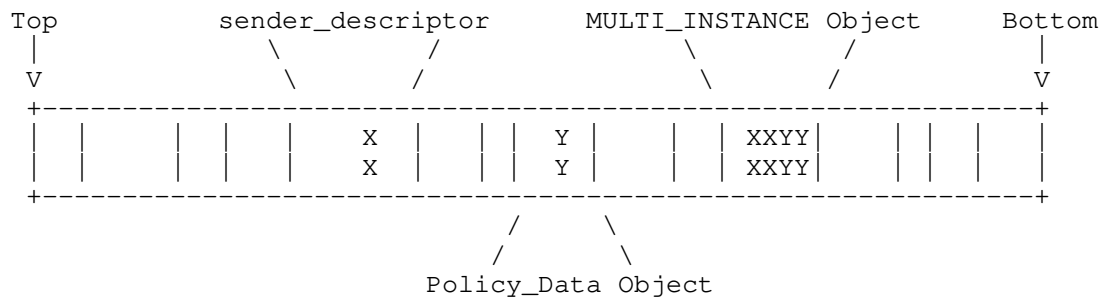 Top sender_descriptor MULTI_INSTANCE Object Bottom
| \ / \ / |
V \ / \ / V
+--------------------------------------------------------------+
| | | | | X | | | Y | | | XXYY| | | | |
| | | | | X | | | Y | | | XXYY| | | | |
+--------------------------------------------------------------+
/ \
/ \
Policy_Data Object